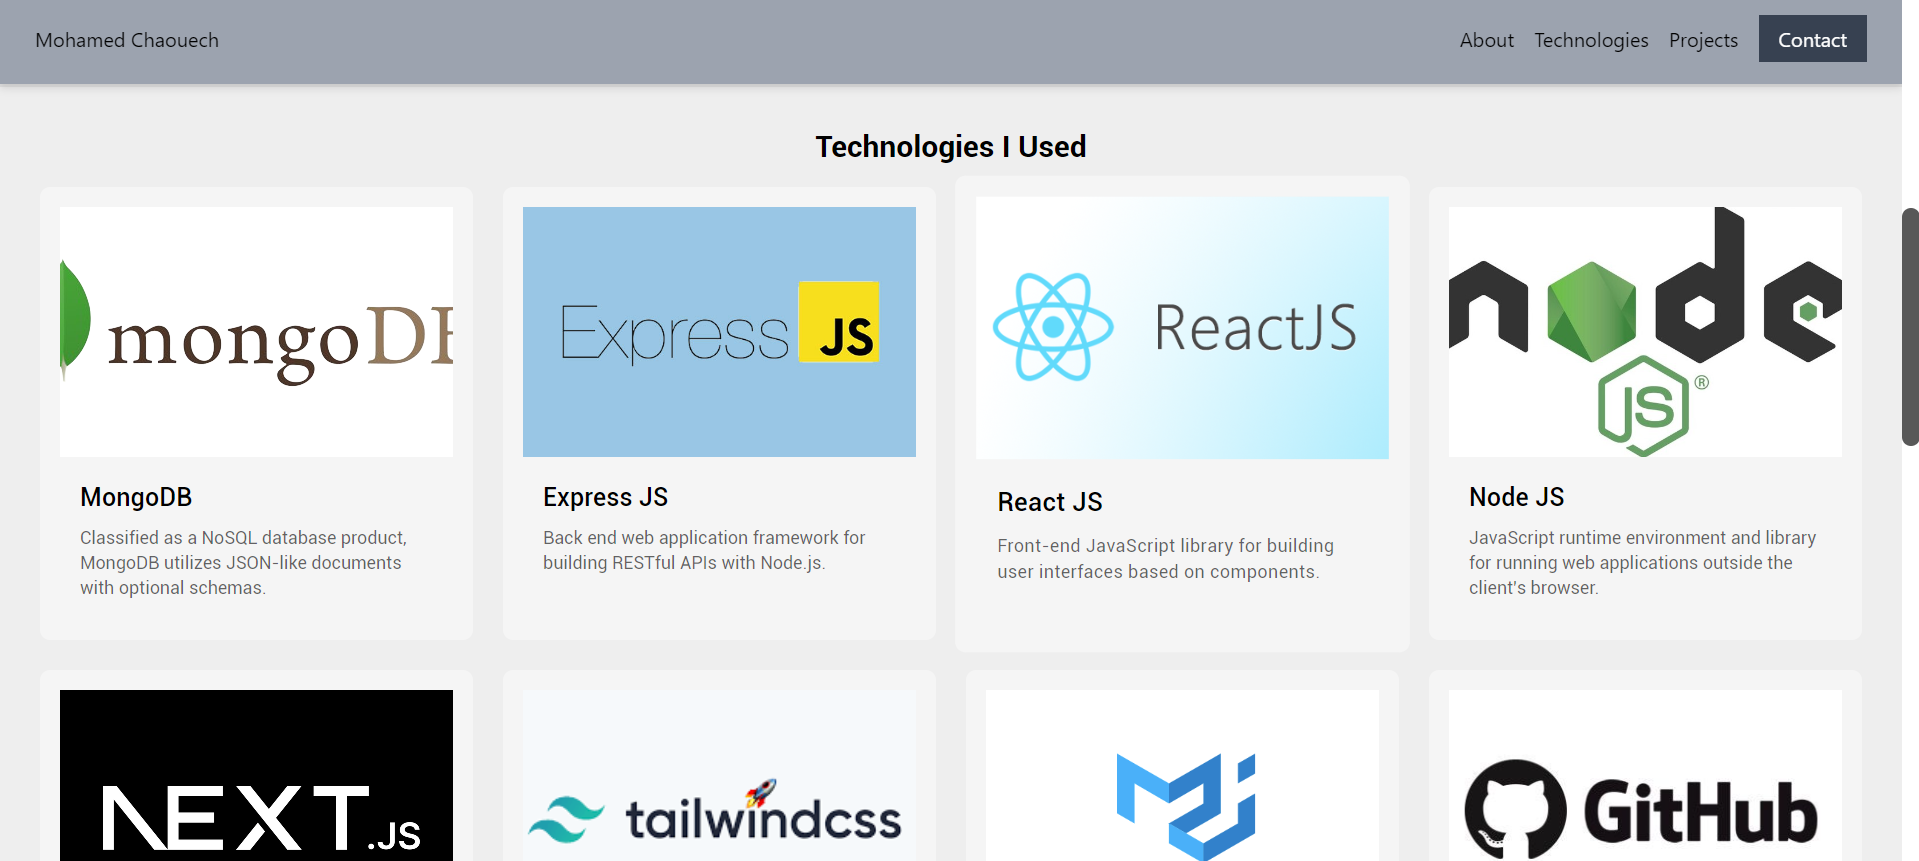 Mohamed Chaouech
About Technologies Projects Contact
Technologies I Used
mongoDB
Express JS
ReactJS
node
JS ®
MongoDB
Classified as a NoSQL database product,
MongoDB utilizes JSON-like documents
with optional schemas.
Express JS
Back end web application framework for
building RESTful APIs with Node.js.
React JS
Front-end JavaScript library for building
user interfaces based on components.
Node JS
JavaScript runtime environment and library
for running web applications outside the
client's browser.
NEXT.JS
tailwindcss
GitHub